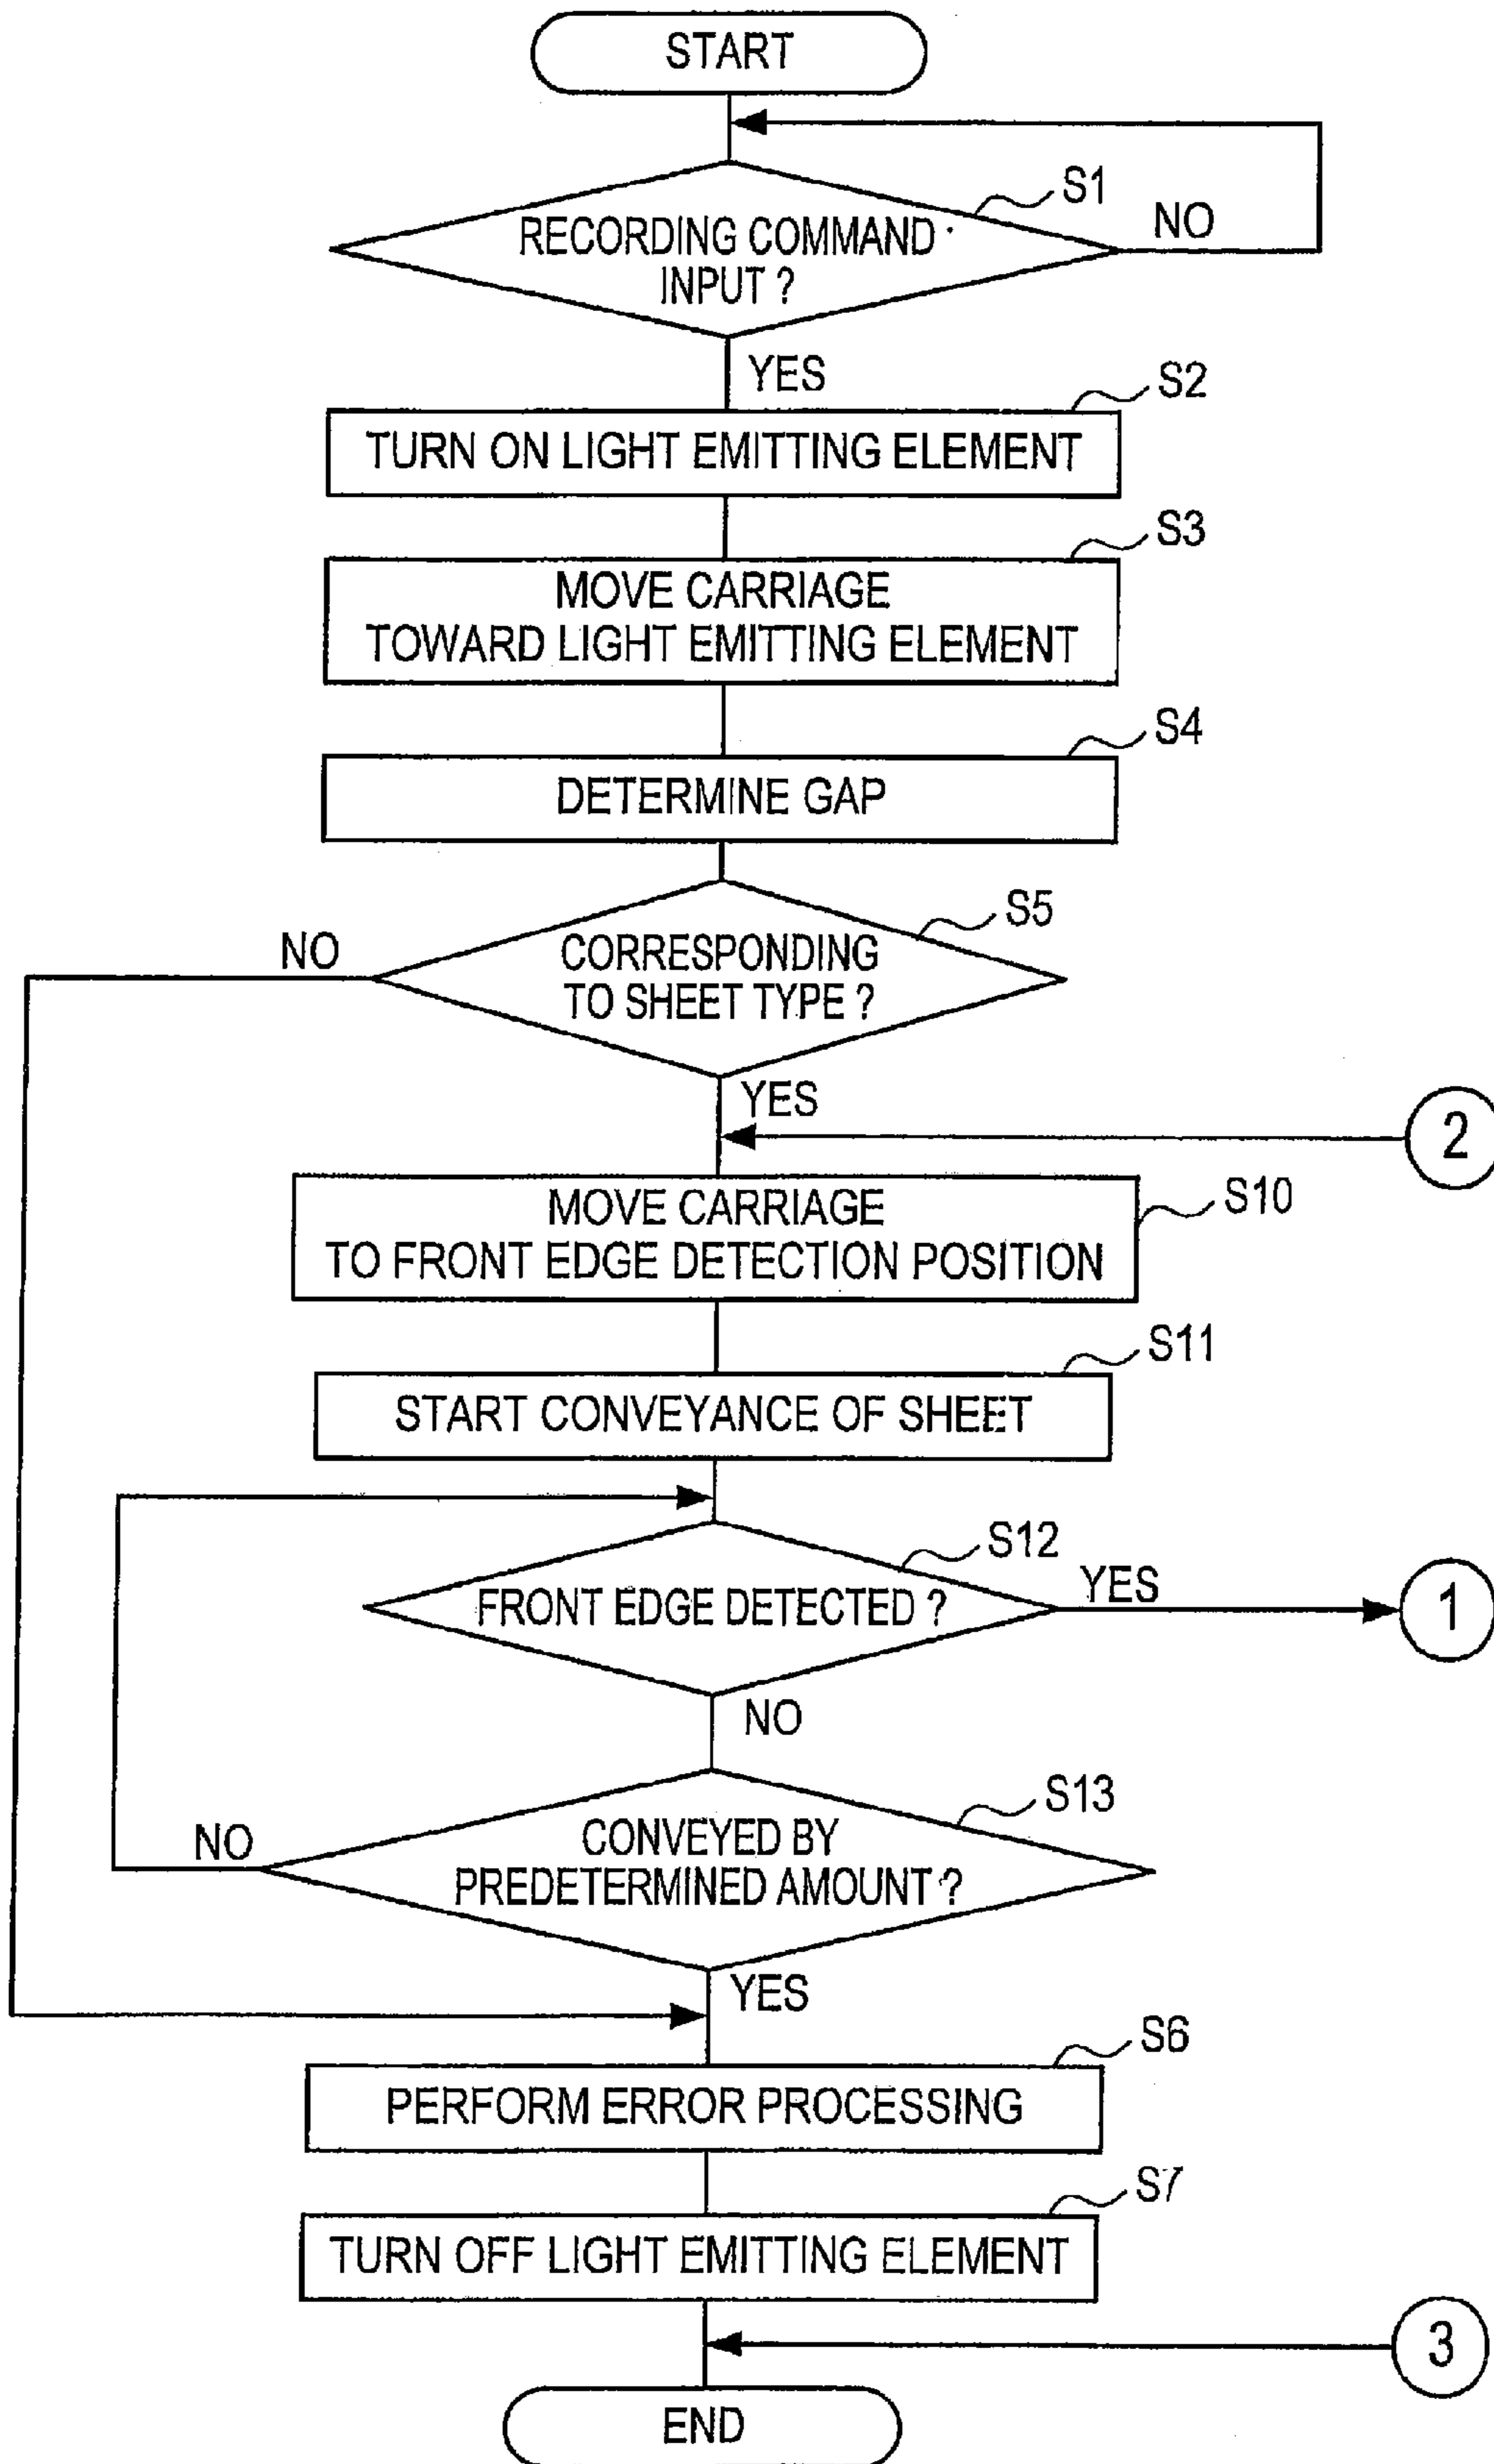 START
S1
RECORDING COMMAND
INPUT ?
NO
YES
S2
TURN ON LIGHT EMITTING ELEMENT
S3
MOVE CARRIAGE
TOWARD LIGHT EMITTING ELEMENT
S4
DETERMINE GAP
S5
NO
CORRESPONDING
TO SHEET TYPE ?
YES
2
MOVE CARRIAGE
TO FRONT EDGE DETECTION POSITION
S10
S11
START CONVEYANCE OF SHEET
S12
FRONT EDGE DETECTED ?
YES
1
NO
S13
NO
CONVEYED BY
PREDETERMINED AMOUNT ?
YES
S6
PERFORM ERROR PROCESSING
S7
TURN OFF LIGHT EMITTING ELEMENT
3
END